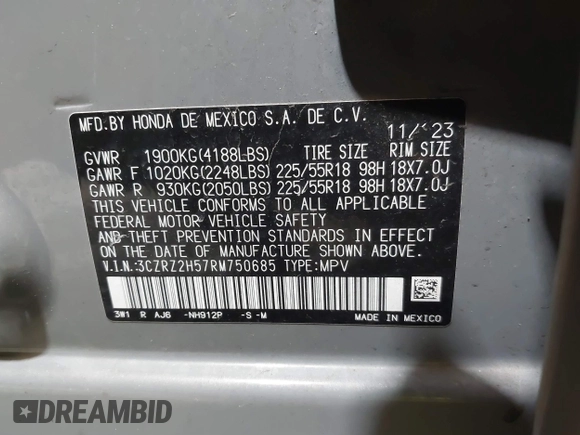 MFD.BY HONDA DE MEXICO S.A. DE C.V.
11/'23
GVWR 1900KG(4188LBS) TIRE SIZE RIM SIZE
GAWR F 1020KG(2248LBS) 225/55R18 98H 18X7.0J
GAWR R 930KG(2050LBS) 225/55R18 98H 18X7.0J
THIS VEHICLE CONFORMS TO ALL APPLICABLE
FEDERAL MOTOR VEHICLE SAFETY
AND THEFT PREVENTION STANDARDS IN EFFECT
ON THE DATE OF MANUFACTURE SHOWN ABOVE.
V.I.N.:3CZRZ2H57RM750685 TYPE:MPV
3W1 R AJ6 -NH912P -S -M
MADE IN MEXICO
DREAMBID